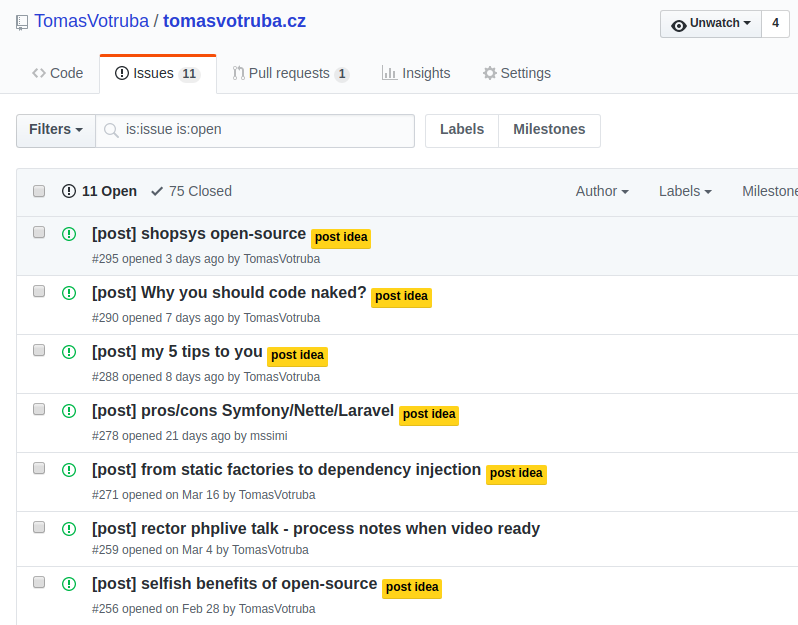 TomasVotruba / tomasvotruba.cz
Unwatch 4
Code Issues 11 Pull requests 1 Insights Settings
Filters is:issue is:open Labels Milestones
11 Open 75 Closed Author Labels Milestone
[post] shopsys open-source post idea
#295 opened 3 days ago by TomasVotruba
[post] Why you should code naked? post idea
#290 opened 7 days ago by TomasVotruba
[post] my 5 tips to you post idea
#288 opened 8 days ago by TomasVotruba
[post] pros/cons Symfony/Nette/Laravel post idea
#278 opened 21 days ago by mssimi
[post] from static factories to dependency injection post idea
#271 opened on Mar 16 by TomasVotruba
[post] rector phplive talk - process notes when video ready
#259 opened on Mar 4 by TomasVotruba
[post] selfish benefits of open-source post idea
#256 opened on Feb 28 by TomasVotruba